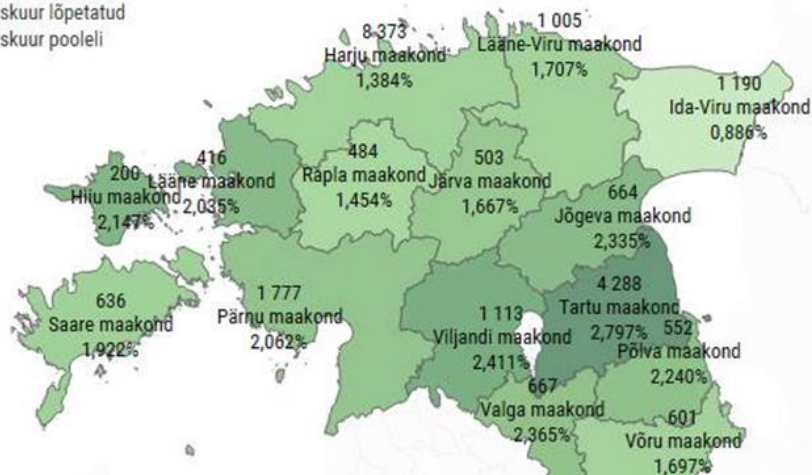 skuur lõpetatud
skuur pooleli
8 373
Harju maakond
1,384%
1 005
Lääne-Viru maakond
1,707%
1 190
Ida-Viru maakond
0,886%
200
Hiiu maakond
2,147%
416
Lääne maakond
2,035%
484
Rapla maakond
1,454%
503
Järva maakond
1,667%
664
Jõgeva maakond
2,335%
636
Saare maakond
1,922%
1 777
Pärnu maakond
2,062%
1 113
Viljandi maakond
2,411%
4 288
Tartu maakond
2,797%
552
Põlva maakond
2,240%
667
Valga maakond
2,365%
601
Võru maakond
1,697%